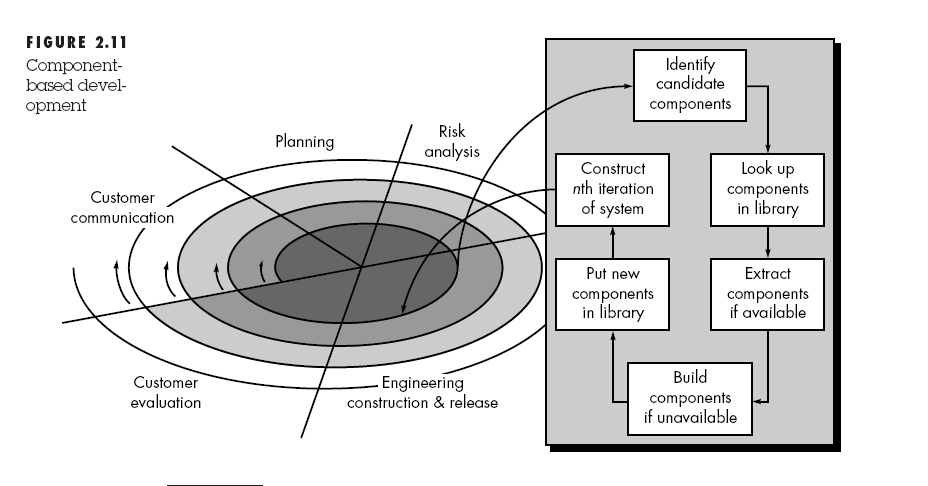 FIGURE 2.11
Component-
based devel-
opment
Planning
Risk
analysis
Customer
communication
Customer
evaluation
Engineering
construction & release
Identify
candidate
components
Look up
components
in library
Extract
components
if available
Build
components
if unavailable
Put new
components
in library
Construct
nth iteration
of system